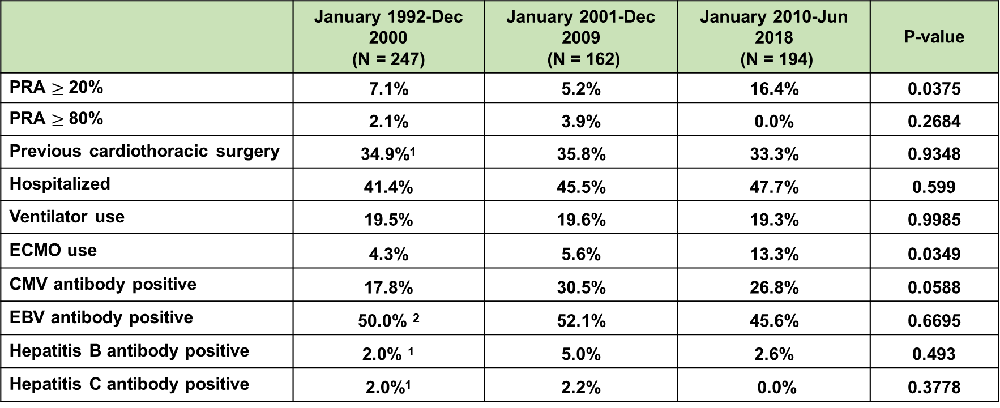 January 1992-Dec 2000 (N = 247) January 2001-Dec 2009 (N = 162) January 2010-Jun 2018 (N = 194) P-value
PRA ≥ 20% 7.1% 5.2% 16.4% 0.0375
PRA ≥ 80% 2.1% 3.9% 0.0% 0.2684
Previous cardiothoracic surgery 34.9%¹ 35.8% 33.3% 0.9348
Hospitalized 41.4% 45.5% 47.7% 0.599
Ventilator use 19.5% 19.6% 19.3% 0.9985
ECMO use 4.3% 5.6% 13.3% 0.0349
CMV antibody positive 17.8% 30.5% 26.8% 0.0588
EBV antibody positive 50.0% ² 52.1% 45.6% 0.6695
Hepatitis B antibody positive 2.0% ¹ 5.0% 2.6% 0.493
Hepatitis C antibody positive 2.0%¹ 2.2% 0.0% 0.3778